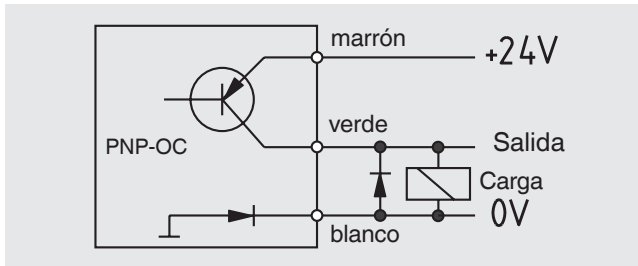 marrón
+24V
PNP-OC
verde
Salida
Carga
0V
blanco